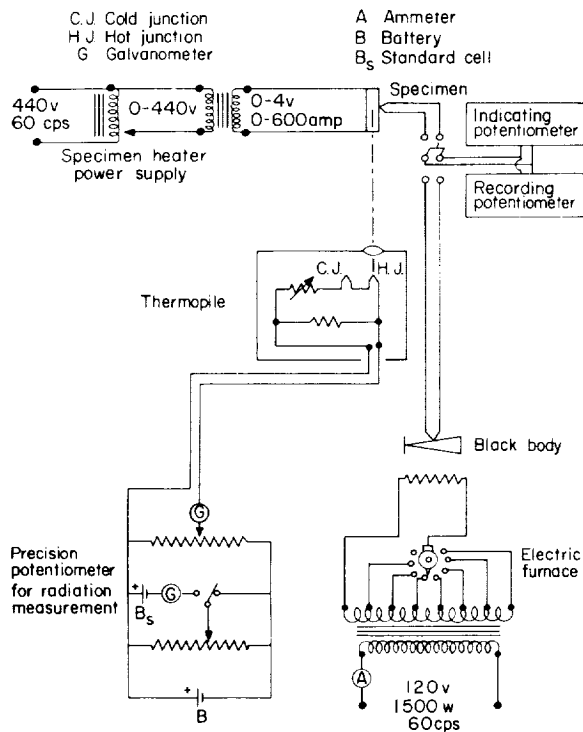 C.J. Cold junction
H.J. Hot junction
G Galvanometer
A Ammeter
B Battery
Bs Standard cell
Specimen
440v
60 cps
0-440v
0-4v
0-600amp
Specimen heater
power supply
Indicating
potentiometer
Recording
potentiometer
C.J. H.J.
Thermopile
Black body
G
Precision
potentiometer
for radiation
measurement
+
G
Bs
Electric
furnace
A
+
B
120v
1500w
60cps